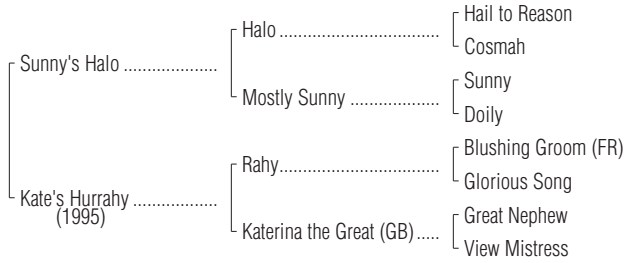 Hail to Reason
Halo ..................................
Cosmah
Sunny's Halo ....................
Sunny
Mostly Sunny ...................
Doily
Blushing Groom (FR)
Rahy..................................
Glorious Song
Kate's Hurrahy ..................
(1995)
Great Nephew
Katerina the Great (GB).....
View Mistress